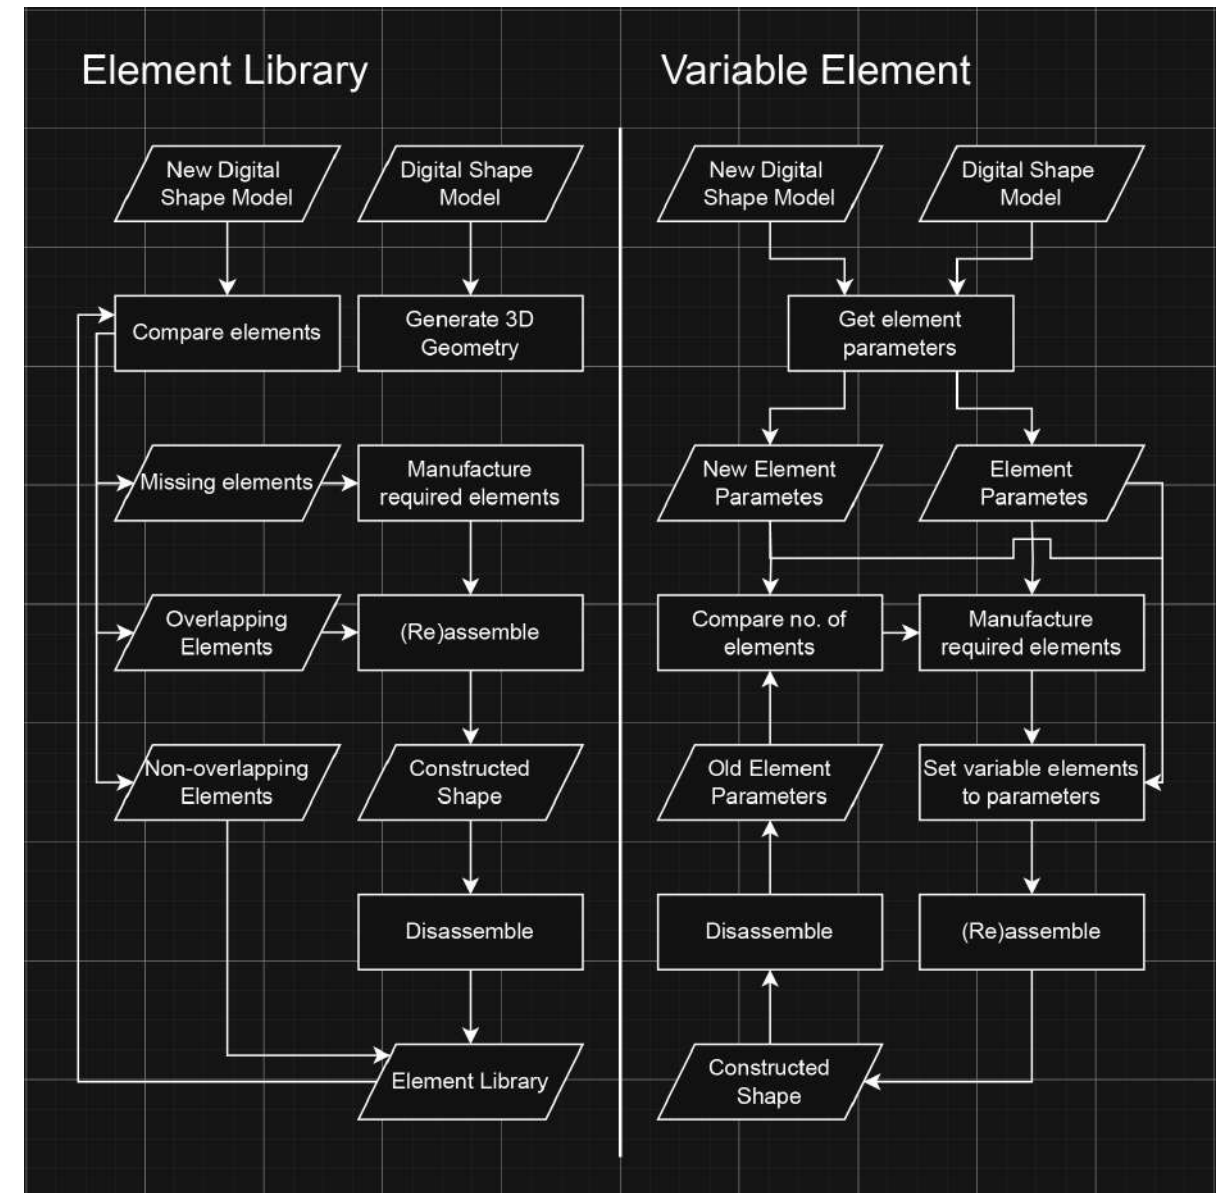 Element Library
New Digital
Shape Model
Digital Shape
Model
Compare elements
Generate 3D
Geometry
Missing elements
Manufacture
required elements
Overlapping
Elements
(Re)assemble
Non-overlapping
Elements
Constructed
Shape
Disassemble
Element Library
Variable Element
New Digital
Shape Model
Digital Shape
Model
Get element
parameters
New Element
Parametes
Element
Parametes
Compare no. of
elements
Manufacture
required elements
Old Element
Parameters
Set variable elements
to parameters
Disassemble
(Re)assemble
Constructed
Shape